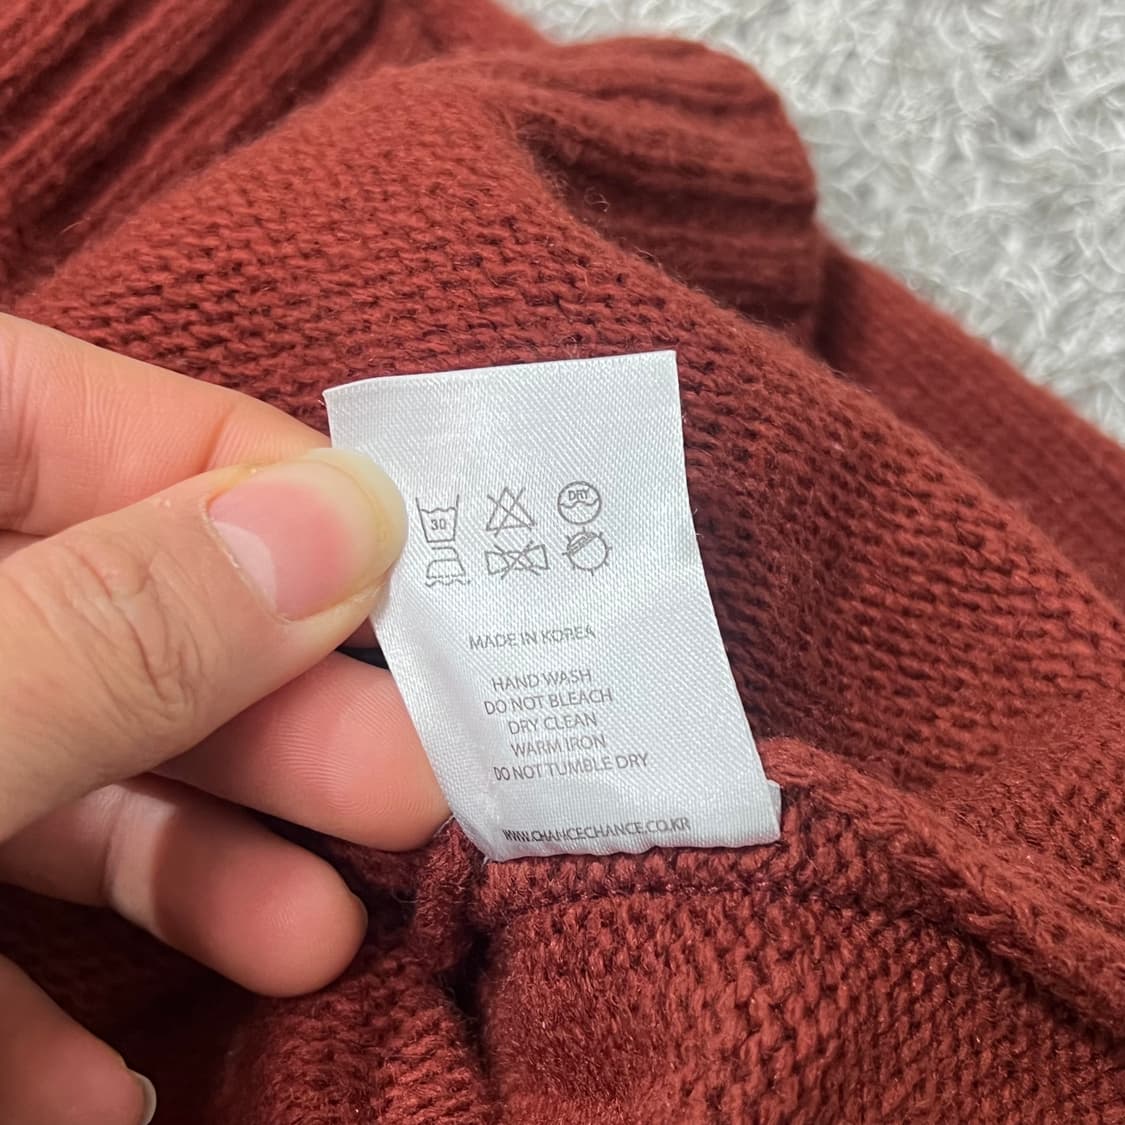 30 DRY
MADE IN KOREA
HAND WASH
DO NOT BLEACH
DRY CLEAN
WARM IRON
DO NOT TUMBLE DRY
WWW.CHANCECHANCE.CO.KR